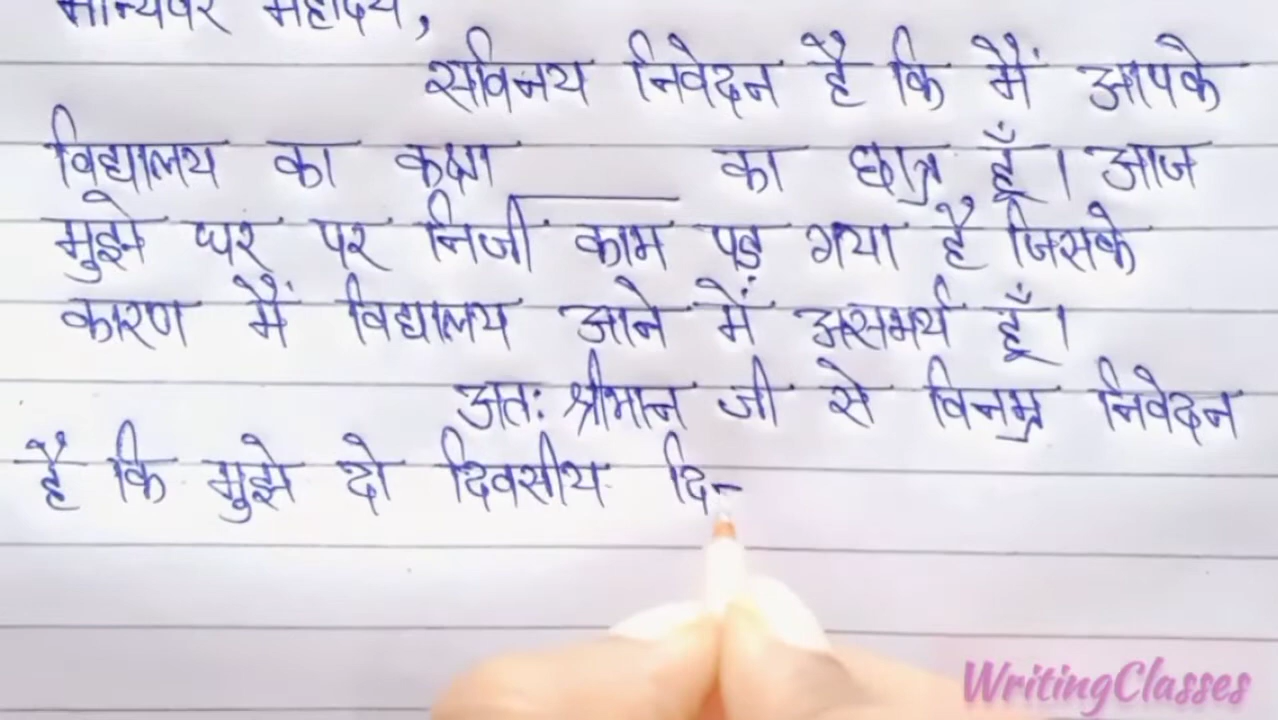 मान्यवर महोदय,
सविनय निवेदन है कि मैं आपके
विद्यालय का कक्षा ______ का छात्र हूँ। आज
मुझे घर पर निजी काम पड़ गया है जिसके
कारण मैं विद्यालय आने में असमर्थ हूँ।
अतः श्रीमान जी से विनम्र निवेदन
है कि मुझे दो दिवसीय दि
WritingClasses